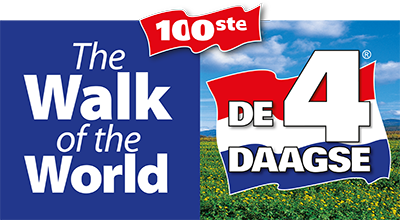 100ste
The
Walk
of the
World
DE 4
DAAGSE
®